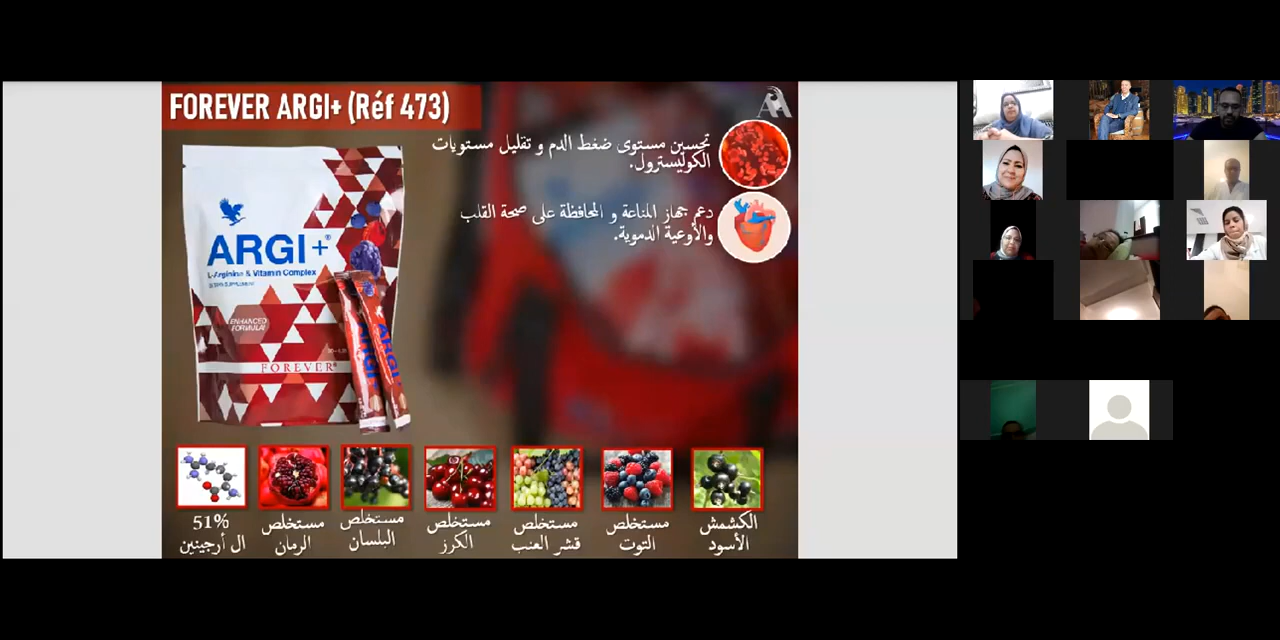 FOREVER ARGI+ (Réf 473)
تحسين مستوى ضغط الدم و تقليل مستويات
الكوليسترول.
دعم جهاز المناعة و المحافظة على صحة القلب
والأوعية الدموية.
ARGI+®
L-Arginine & Vitamin Complex
ENHANCED
FORMULA!
FOREVER®
ARGI+
51%
ال أرجينين
مستخلص
الرمان
مستخلص
البلسان
مستخلص
الكرز
مستخلص
قشر العنب
مستخلص
التوت
الكشمش
الأسود